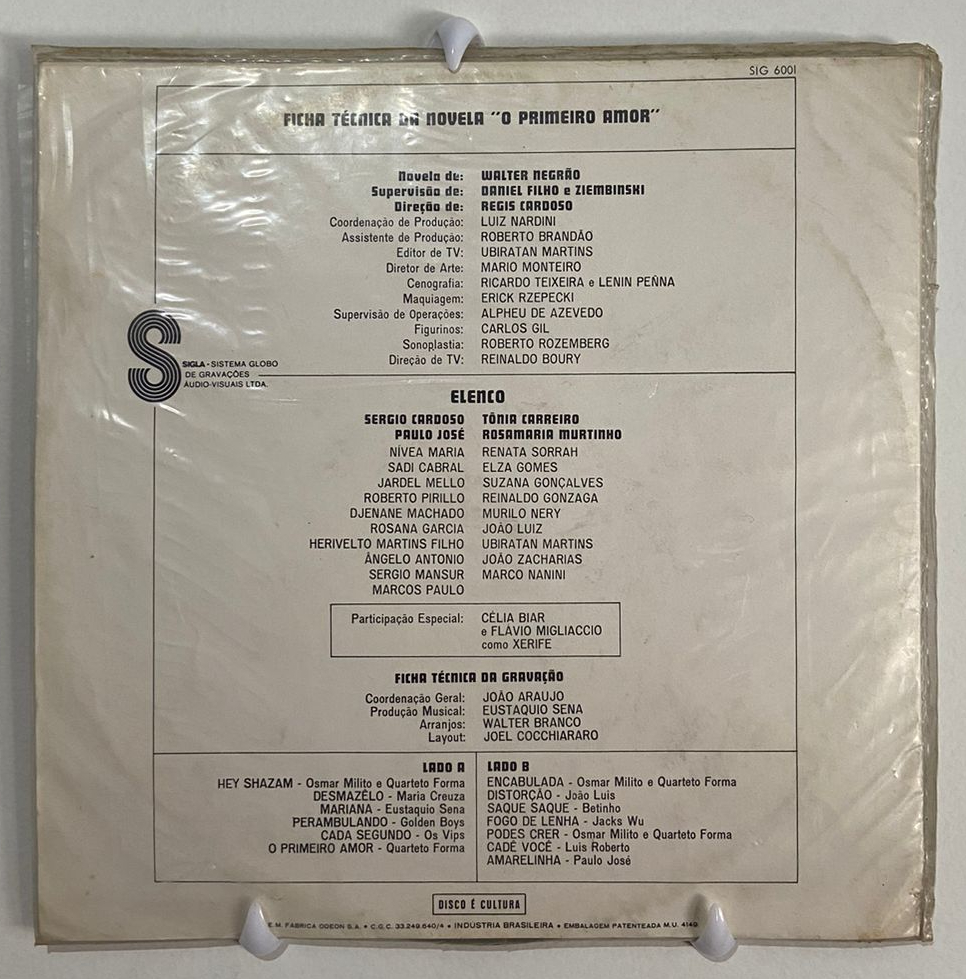 SIG 6001
FICHA TÉCNICA DA NOVELA "O PRIMEIRO AMOR"
Novela de: WALTER NEGRÃO
Supervisão de: DANIEL FILHO e ZIEMBINSKI
Direção de: REGIS CARDOSO
Coordenação de Produção: LUIZ NARDINI
Assistente de Produção: ROBERTO BRANDÃO
Editor de TV: UBIRATAN MARTINS
Diretor de Arte: MARIO MONTEIRO
Cenografia: RICARDO TEIXEIRA e LENIN PEÑNA
Maquiagem: ERICK RZEPECKI
Supervisão de Operações: ALPHEU DE AZEVEDO
Figurinos: CARLOS GIL
Sonoplastia: ROBERTO ROZEMBERG
Direção de TV: REINALDO BOURY
SIGLA - SISTEMA GLOBO
DE GRAVAÇÕES
ÁUDIO-VISUAIS LTDA.
ELENCO
SERGIO CARDOSO TÔNIA CARREIRO
PAULO JOSÉ ROSAMARIA MURTINHO
NÍVEA MARIA RENATA SORRAH
SADI CABRAL ELZA GOMES
JARDEL MELLO SUZANA GONÇALVES
ROBERTO PIRILLO REINALDO GONZAGA
DJENANE MACHADO MURILO NERY
ROSANA GARCIA JOÃO LUIZ
HERIVELTO MARTINS FILHO UBIRATAN MARTINS
ÂNGELO ANTONIO JOÃO ZACHARIAS
SERGIO MANSUR MARCO NANINI
MARCOS PAULO
Participação Especial: CÉLIA BIAR
e FLÁVIO MIGLIACCIO
como XERIFE
FICHA TÉCNICA DA GRAVAÇÃO
Coordenação Geral: JOÃO ARAUJO
Produção Musical: EUSTAQUIO SENA
Arranjos: WALTER BRANCO
Layout: JOEL COCCHIARARO
LADO A
HEY SHAZAM - Osmar Milito e Quarteto Forma
DESMAZÊLO - Maria Creuza
MARIANA - Eustaquio Sena
PERAMBULANDO - Golden Boys
CADA SEGUNDO - Os Vips
O PRIMEIRO AMOR - Quarteto Forma
LADO B
ENCABULADA - Osmar Milito e Quarteto Forma
DISTORÇÃO - João Luis
SAQUE SAQUE - Betinho
FOGO DE LENHA - Jacks Wu
PODES CRER - Osmar Milito e Quarteto Forma
CADÊ VOCÊ - Luis Roberto
AMARELINHA - Paulo José
DISCO É CULTURA
E.M. FABRICA ODEON S.A. • C.G.C. 33.249.640/4 • INDUSTRIA BRASILEIRA • EMBALAGEM PATENTEADA M.U. 4149